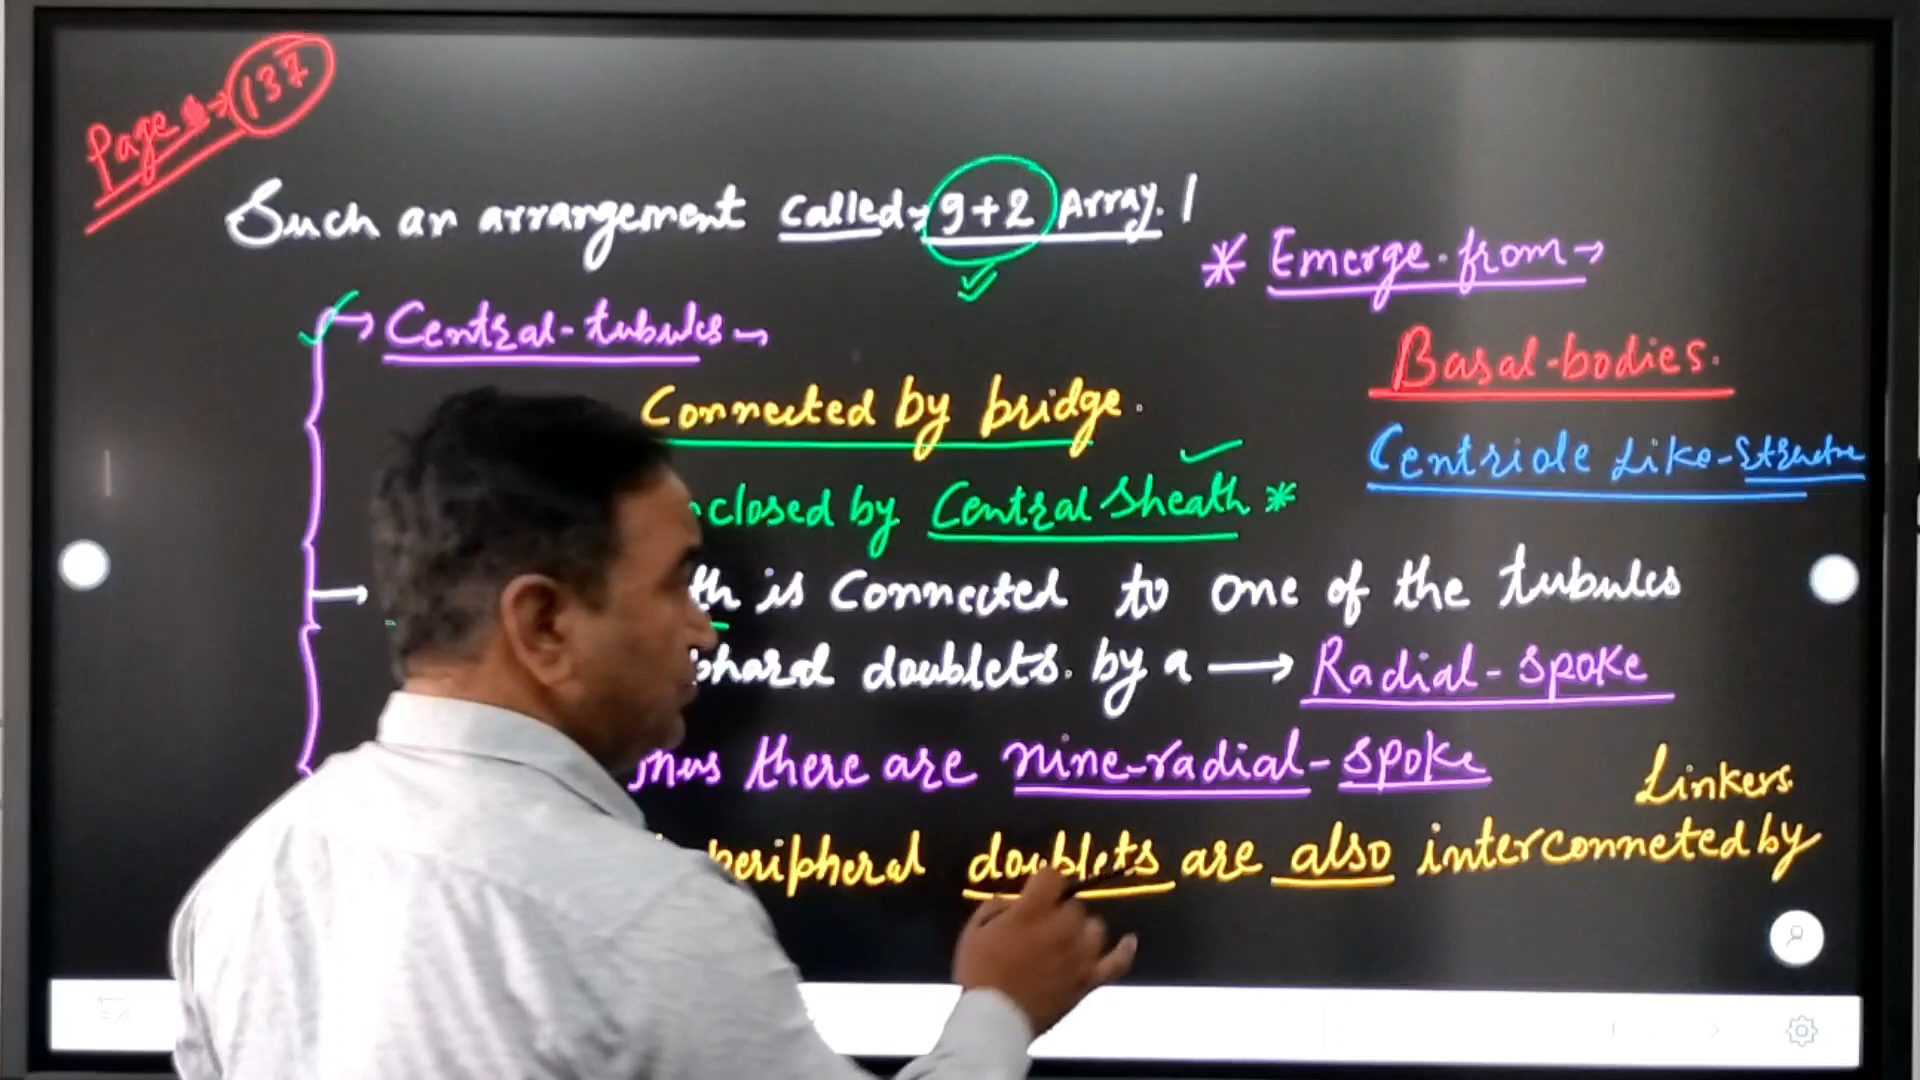 Page → 137
Such an arrangement called → 9+2 Array. |
* Emerge from →
Central-tubules →
Basal-bodies.
Connected by bridge.
Centriole Like-Structure
closed by Central Sheath *
is connected to one of the tubules
doublets. by a → Radial-spoke
there are nine-radial-spoke
Linkers
peripheral doublets are also interconneted by